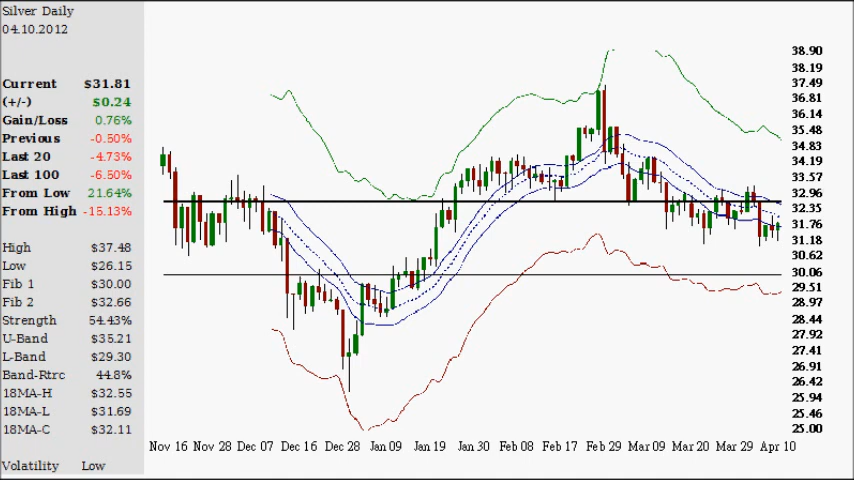 Silver Daily
04.10.2012
Current $31.81
(+/-) $0.24
Gain/Loss 0.76%
Previous -0.50%
Last 20 -4.73%
Last 100 -6.50%
From Low 21.64%
From High -15.13%
High $37.48
Low $26.15
Fib 1 $30.00
Fib 2 $32.66
Strength 54.43%
U-Band $35.21
L-Band $29.30
Band-Rtrc 44.8%
18MA-H $32.55
18MA-L $31.69
18MA-C $32.11
Volatility Low
38.90
38.19
37.49
36.81
36.14
35.48
34.83
34.19
33.57
32.96
32.35
31.76
31.18
30.62
30.06
29.51
28.97
28.44
27.92
27.41
26.91
26.42
25.94
25.46
25.00
Nov 16 Nov 28 Dec 07 Dec 16 Dec 28 Jan 09 Jan 19 Jan 30 Feb 08 Feb 17 Feb 29 Mar 09 Mar 20 Mar 29 Apr 10